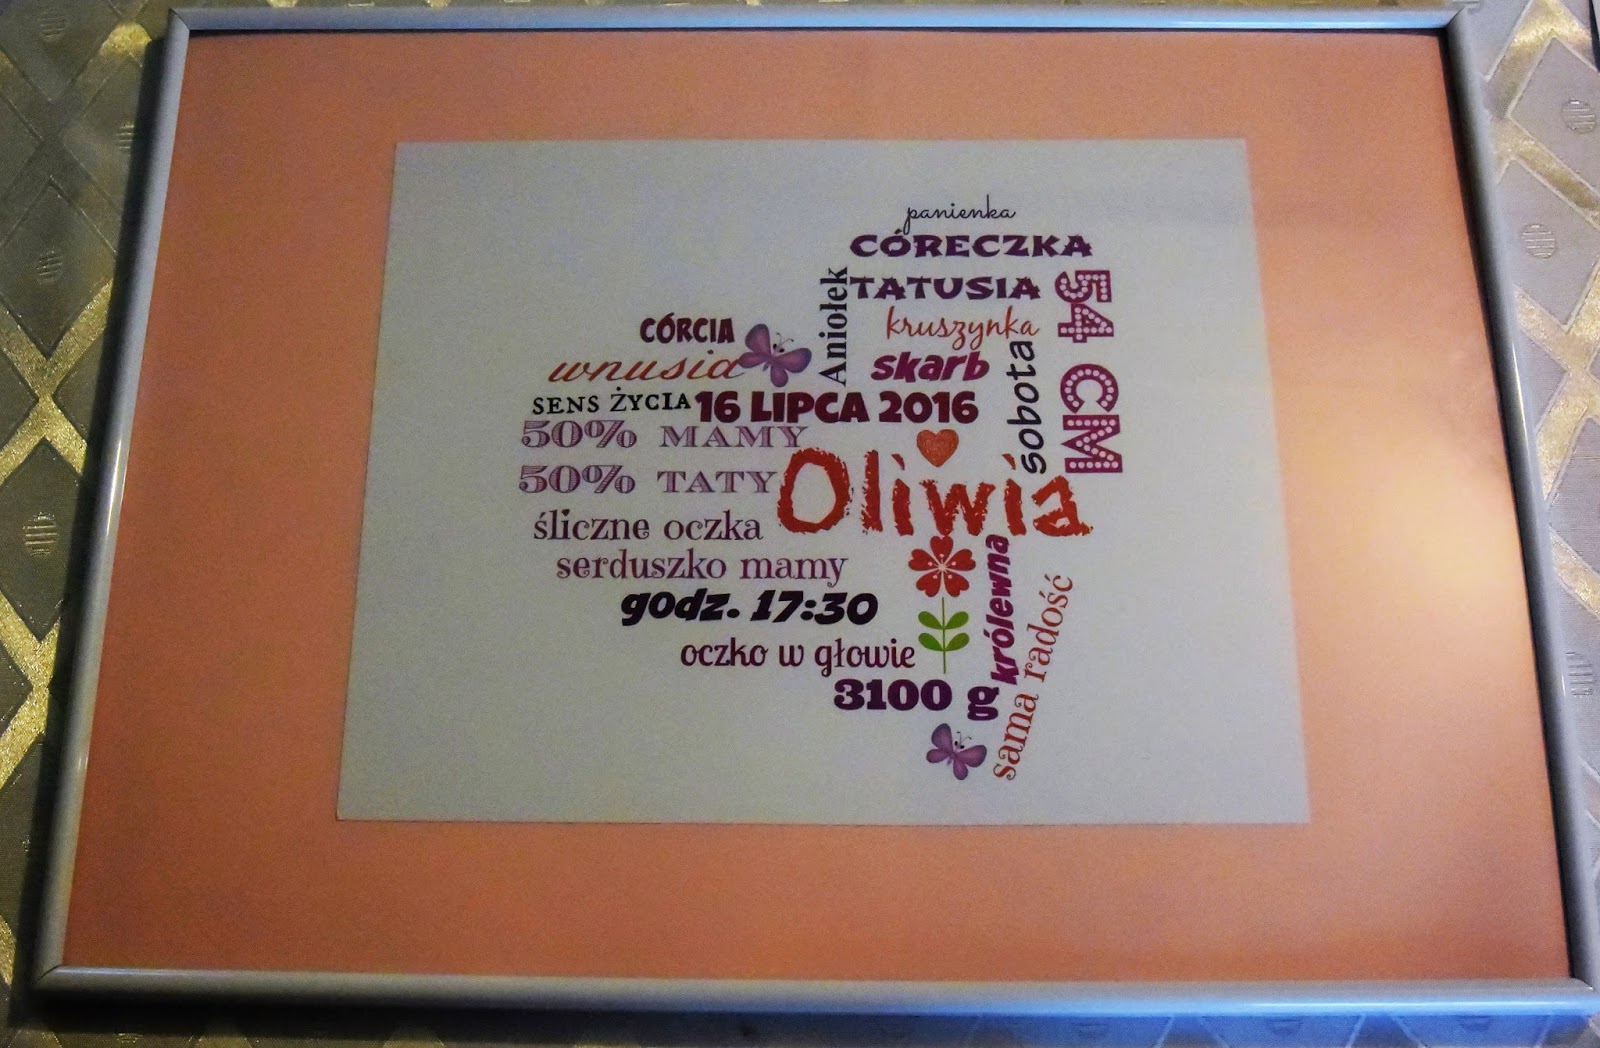 panienka
CÓRECZKA
TATUSIA
Aniołek
54 CM
kruszynka
CÓRCIA
wnusia
skarb
sobota
SENS ŻYCIA
16 LIPCA 2016
50% MAMY
50% TATY
Oliwia
śliczne oczka
serduszko mamy
godz. 17:30
królewna
sama radość
oczko w głowie
3100 g